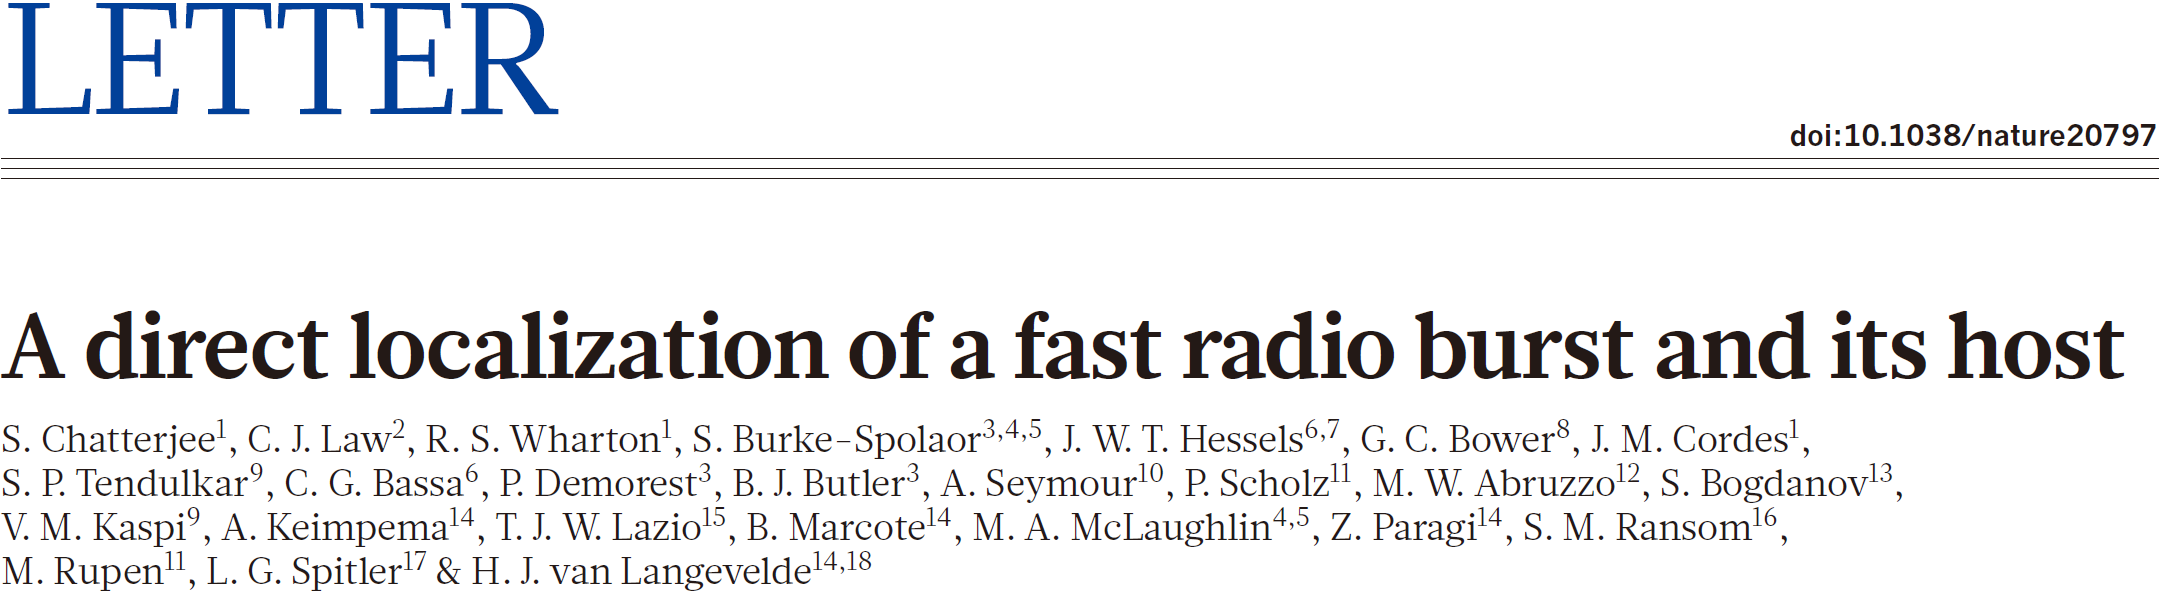 LETTER
doi:10.1038/nature20797
A direct localization of a fast radio burst and its host
S. Chatterjee1, C. J. Law2, R. S. Wharton1, S. Burke-Spolaor3,4,5, J. W. T. Hessels6,7, G. C. Bower8, J. M. Cordes1,
S. P. Tendulkar9, C. G. Bassa6, P. Demorest3, B. J. Butler3, A. Seymour10, P. Scholz11, M. W. Abruzzo12, S. Bogdanov13,
V. M. Kaspi9, A. Keimpema14, T. J. W. Lazio15, B. Marcote14, M. A. McLaughlin4,5, Z. Paragi14, S. M. Ransom16,
M. Rupen11, L. G. Spitler17 & H. J. van Langevelde14,18